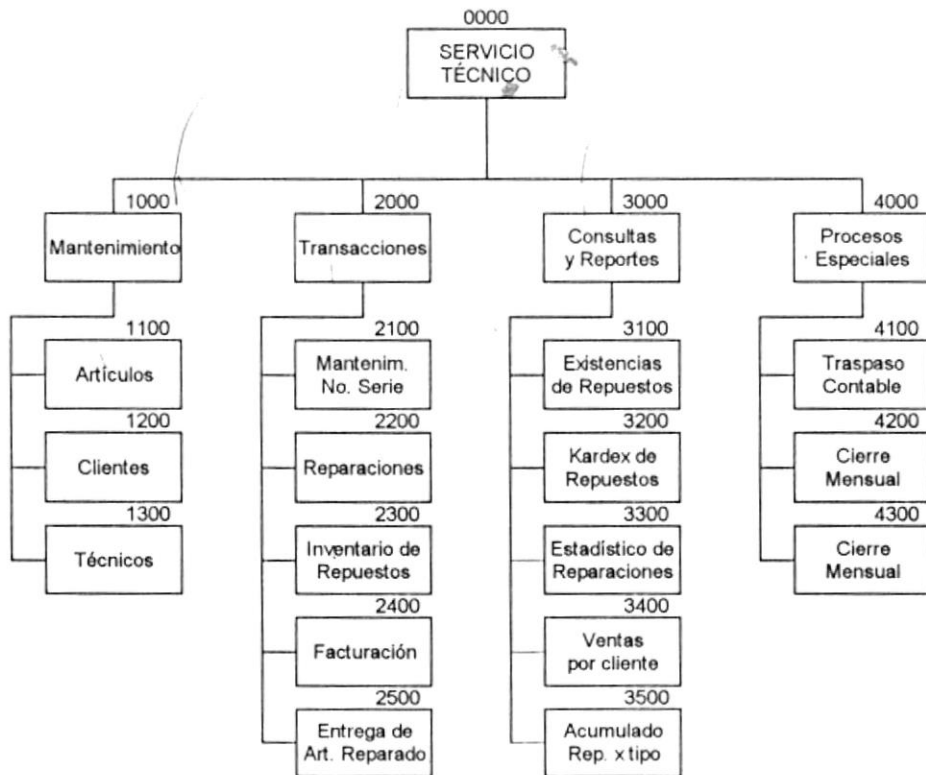 0000
SERVICIO
TÉCNICO
1000
Mantenimiento
1100
Artículos
1200
Clientes
1300
Técnicos
2000
Transacciones
2100
Mantenim.
No. Serie
2200
Reparaciones
2300
Inventario de
Repuestos
2400
Facturación
2500
Entrega de
Art. Reparado
3000
Consultas
y Reportes
3100
Existencias
de Repuestos
3200
Kardex de
Repuestos
3300
Estadístico de
Reparaciones
3400
Ventas
por cliente
3500
Acumulado
Rep. x tipo
4000
Procesos
Especiales
4100
Traspaso
Contable
4200
Cierre
Mensual
4300
Cierre
Mensual